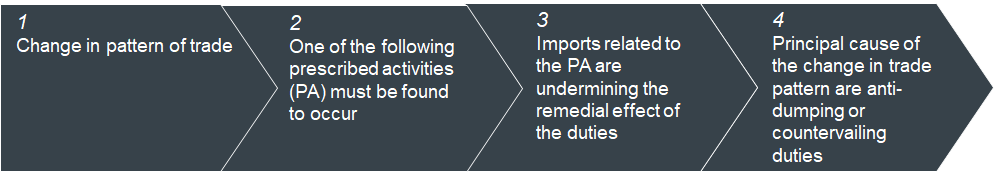 1
Change in pattern of trade
2
One of the following
prescribed activities
(PA) must be found
to occur
3
Imports related to
the PA are
undermining the
remedial effect of
the duties
4
Principal cause of
the change in trade
pattern are anti-
dumping or
countervailing
duties